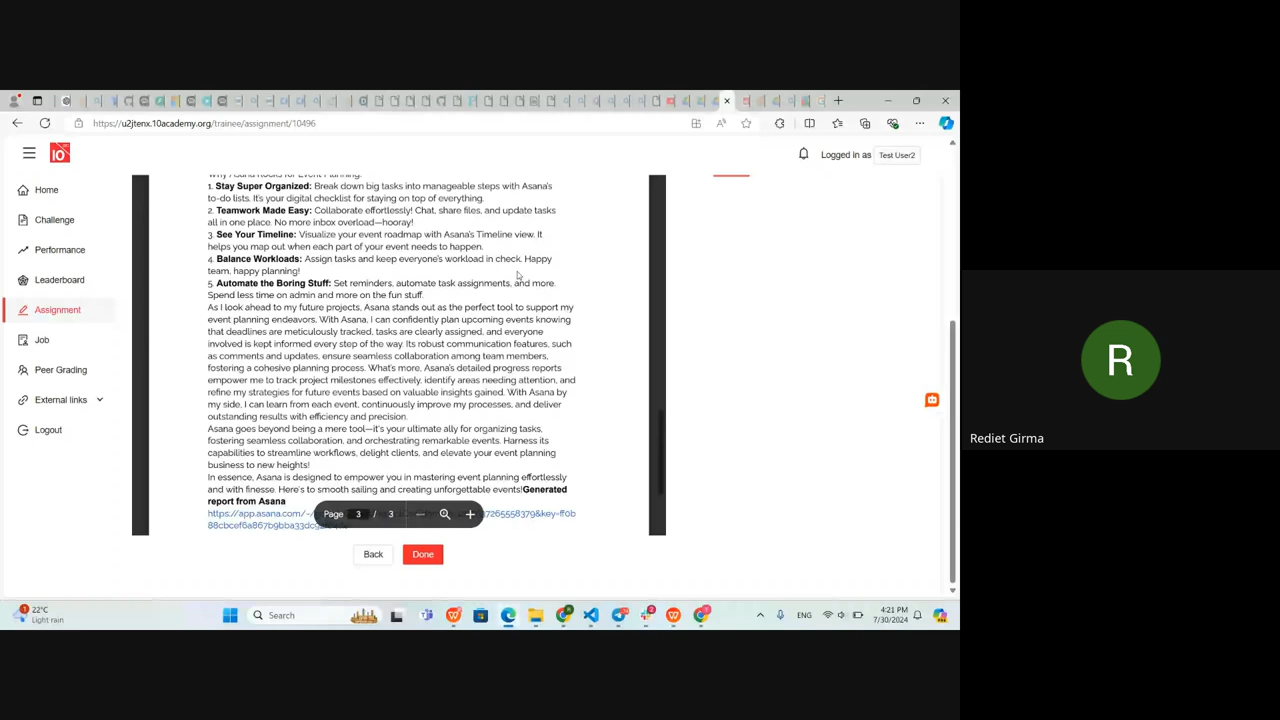 https://u2jtenx.10academy.org/trainee/assignment/10496
Logged in as Test User2
Home
Challenge
Performance
Leaderboard
Assignment
Job
Peer Grading
External links
Logout
Why Asana Rocks for Event Planning:
1. Stay Super Organized: Break down big tasks into manageable steps with Asana's
to-do lists. It's your digital checklist for staying on top of everything.
2. Teamwork Made Easy: Collaborate effortlessly! Chat, share files, and update tasks
all in one place. No more inbox overload—hooray!
3. See Your Timeline: Visualize your event roadmap with Asana's Timeline view. It
helps you map out when each part of your event needs to happen.
4. Balance Workloads: Assign tasks and keep everyone's workload in check. Happy
team, happy planning!
5. Automate the Boring Stuff: Set reminders, automate task assignments, and more.
Spend less time on admin and more on the fun stuff.
As I look ahead to my future projects, Asana stands out as the perfect tool to support my
event planning endeavors. With Asana, I can confidently plan upcoming events knowing
that deadlines are meticulously tracked, tasks are clearly assigned, and everyone
involved is kept informed every step of the way. Its robust communication features, such
as comments and updates, ensure seamless collaboration among team members,
fostering a cohesive planning process. What's more, Asana's detailed progress reports
empower me to track project milestones effectively, identify areas needing attention, and
refine my strategies for future events based on valuable insights gained. With Asana by
my side, I can learn from each event, continuously improve my processes, and deliver
outstanding results with efficiency and precision.
Asana goes beyond being a mere tool—it's your ultimate ally for organizing tasks,
fostering seamless collaboration, and orchestrating remarkable events. Harness its
capabilities to streamline workflows, delight clients, and elevate your event planning
business to new heights!
In essence, Asana is designed to empower you in mastering event planning effortlessly
and with finesse. Here's to smooth sailing and creating unforgettable events!Generated
report from Asana
https://app.asana.com/-/ 7265558379&key=ff0b
88cbcef6a867b9bba33dc
Page 3 / 3
Back Done
R
Rediet Girma
22°C
Light rain
Search
ENG
4:21 PM
7/30/2024